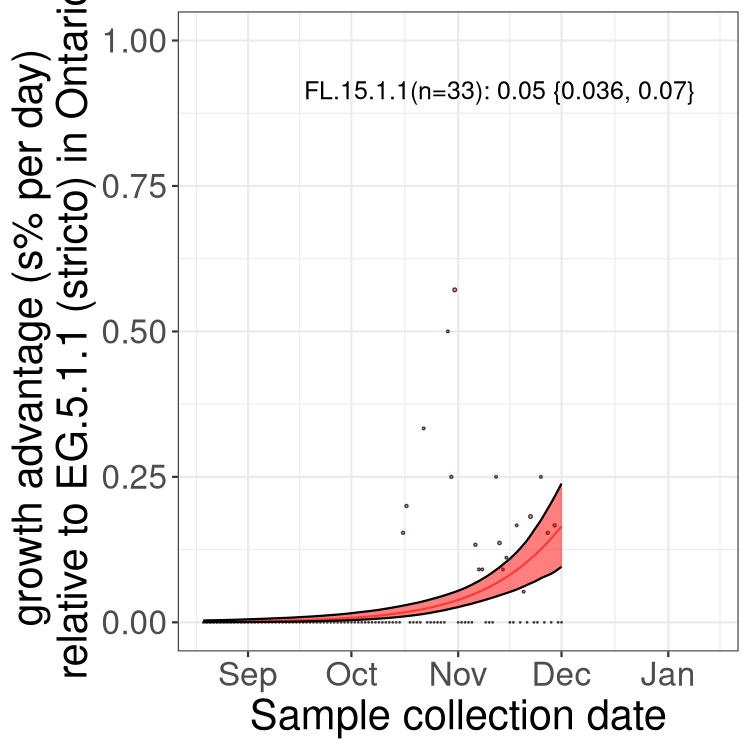 growth advantage (s% per day)
relative to EG.5.1.1 (stricto) in Ontario
1.00
0.75
0.50
0.25
0.00
FL.15.1.1(n=33): 0.05 {0.036, 0.07}
Sep Oct Nov Dec Jan
Sample collection date